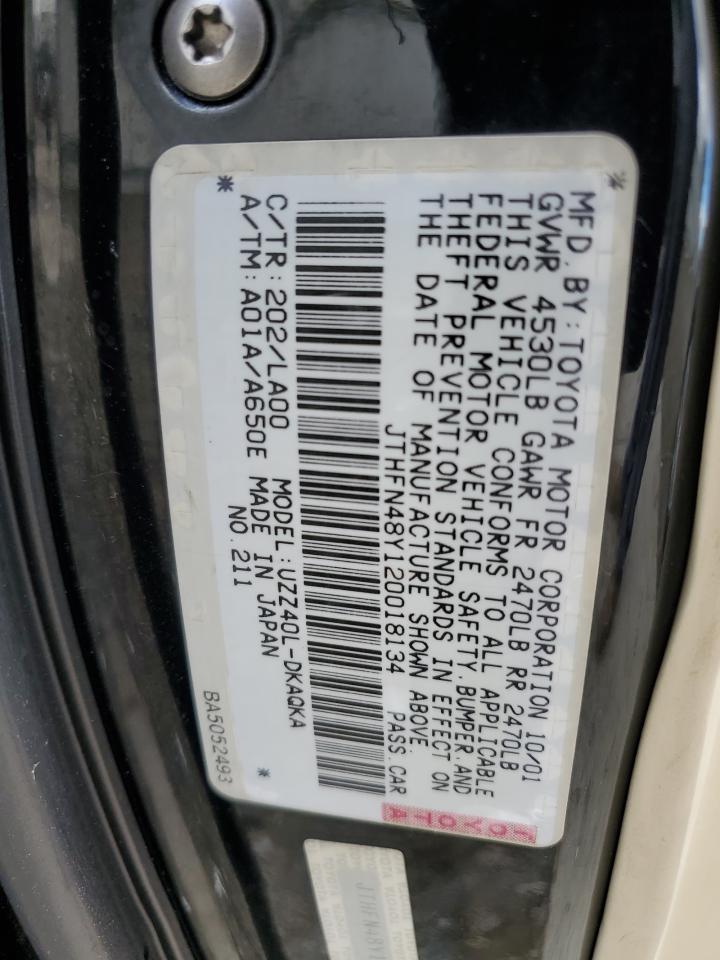 MFD. BY: TOYOTA MOTOR CORPORATION 10/01
GVWR 4530LB GAWR FR 2470LB RR 2470LB
THIS VEHICLE CONFORMS TO ALL APPLICABLE
FEDERAL MOTOR VEHICLE SAFETY, BUMPER, AND
THEFT PREVENTION STANDARDS IN EFFECT ON
THE DATE OF MANUFACTURE SHOWN ABOVE.
JTHFN48Y120018134 PASS. CAR
TOYOTA
C/TR: 202/LA00 MODEL: UZZ40L-DKAQKA
A/TM: A01A/A650E MADE IN JAPAN
NO. 211
BA5052493
JTHFN48Y1